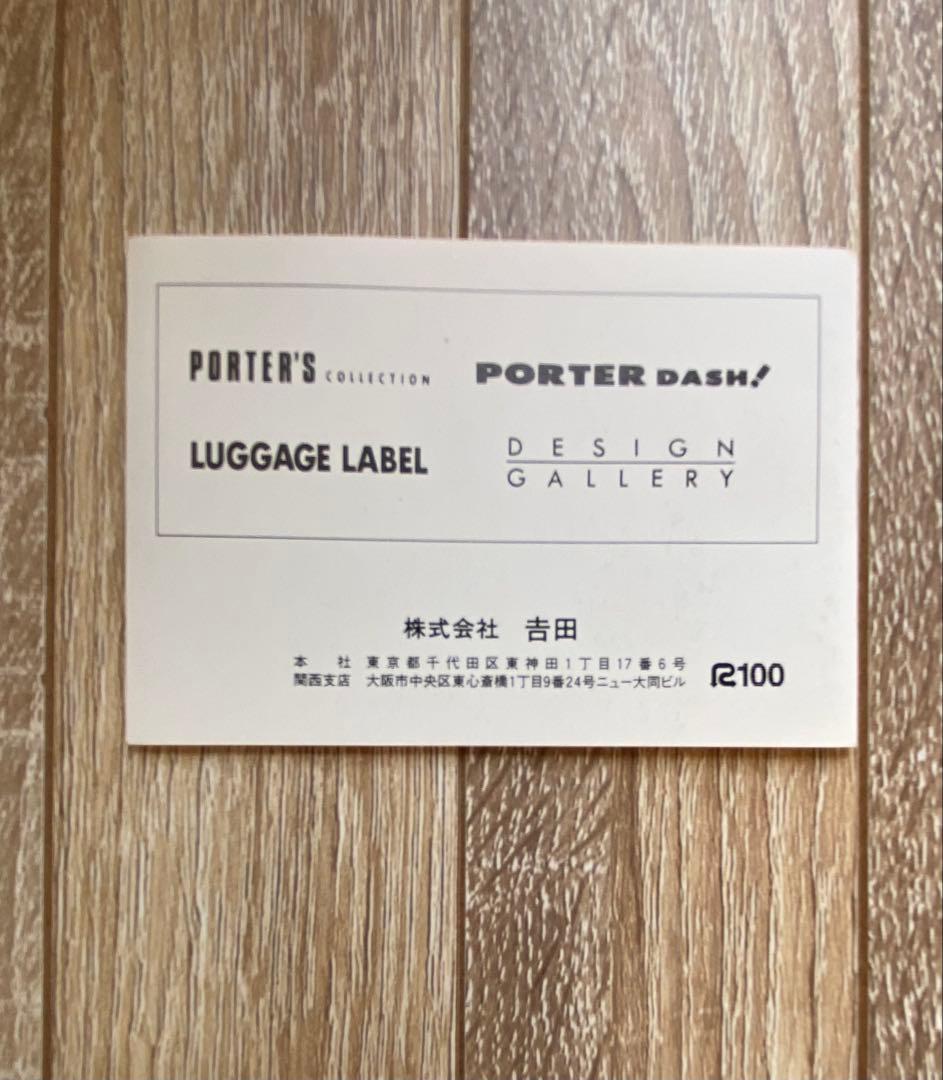 PORTER'S COLLECTION
PORTER DASH!
LUGGAGE LABEL
DESIGN
GALLERY
株式会社 𠮷田
本 社 東京都千代田区東神田1丁目17番6号
関西支店 大阪市中央区東心斎橋1丁目9番24号ニュー大同ビル
R100